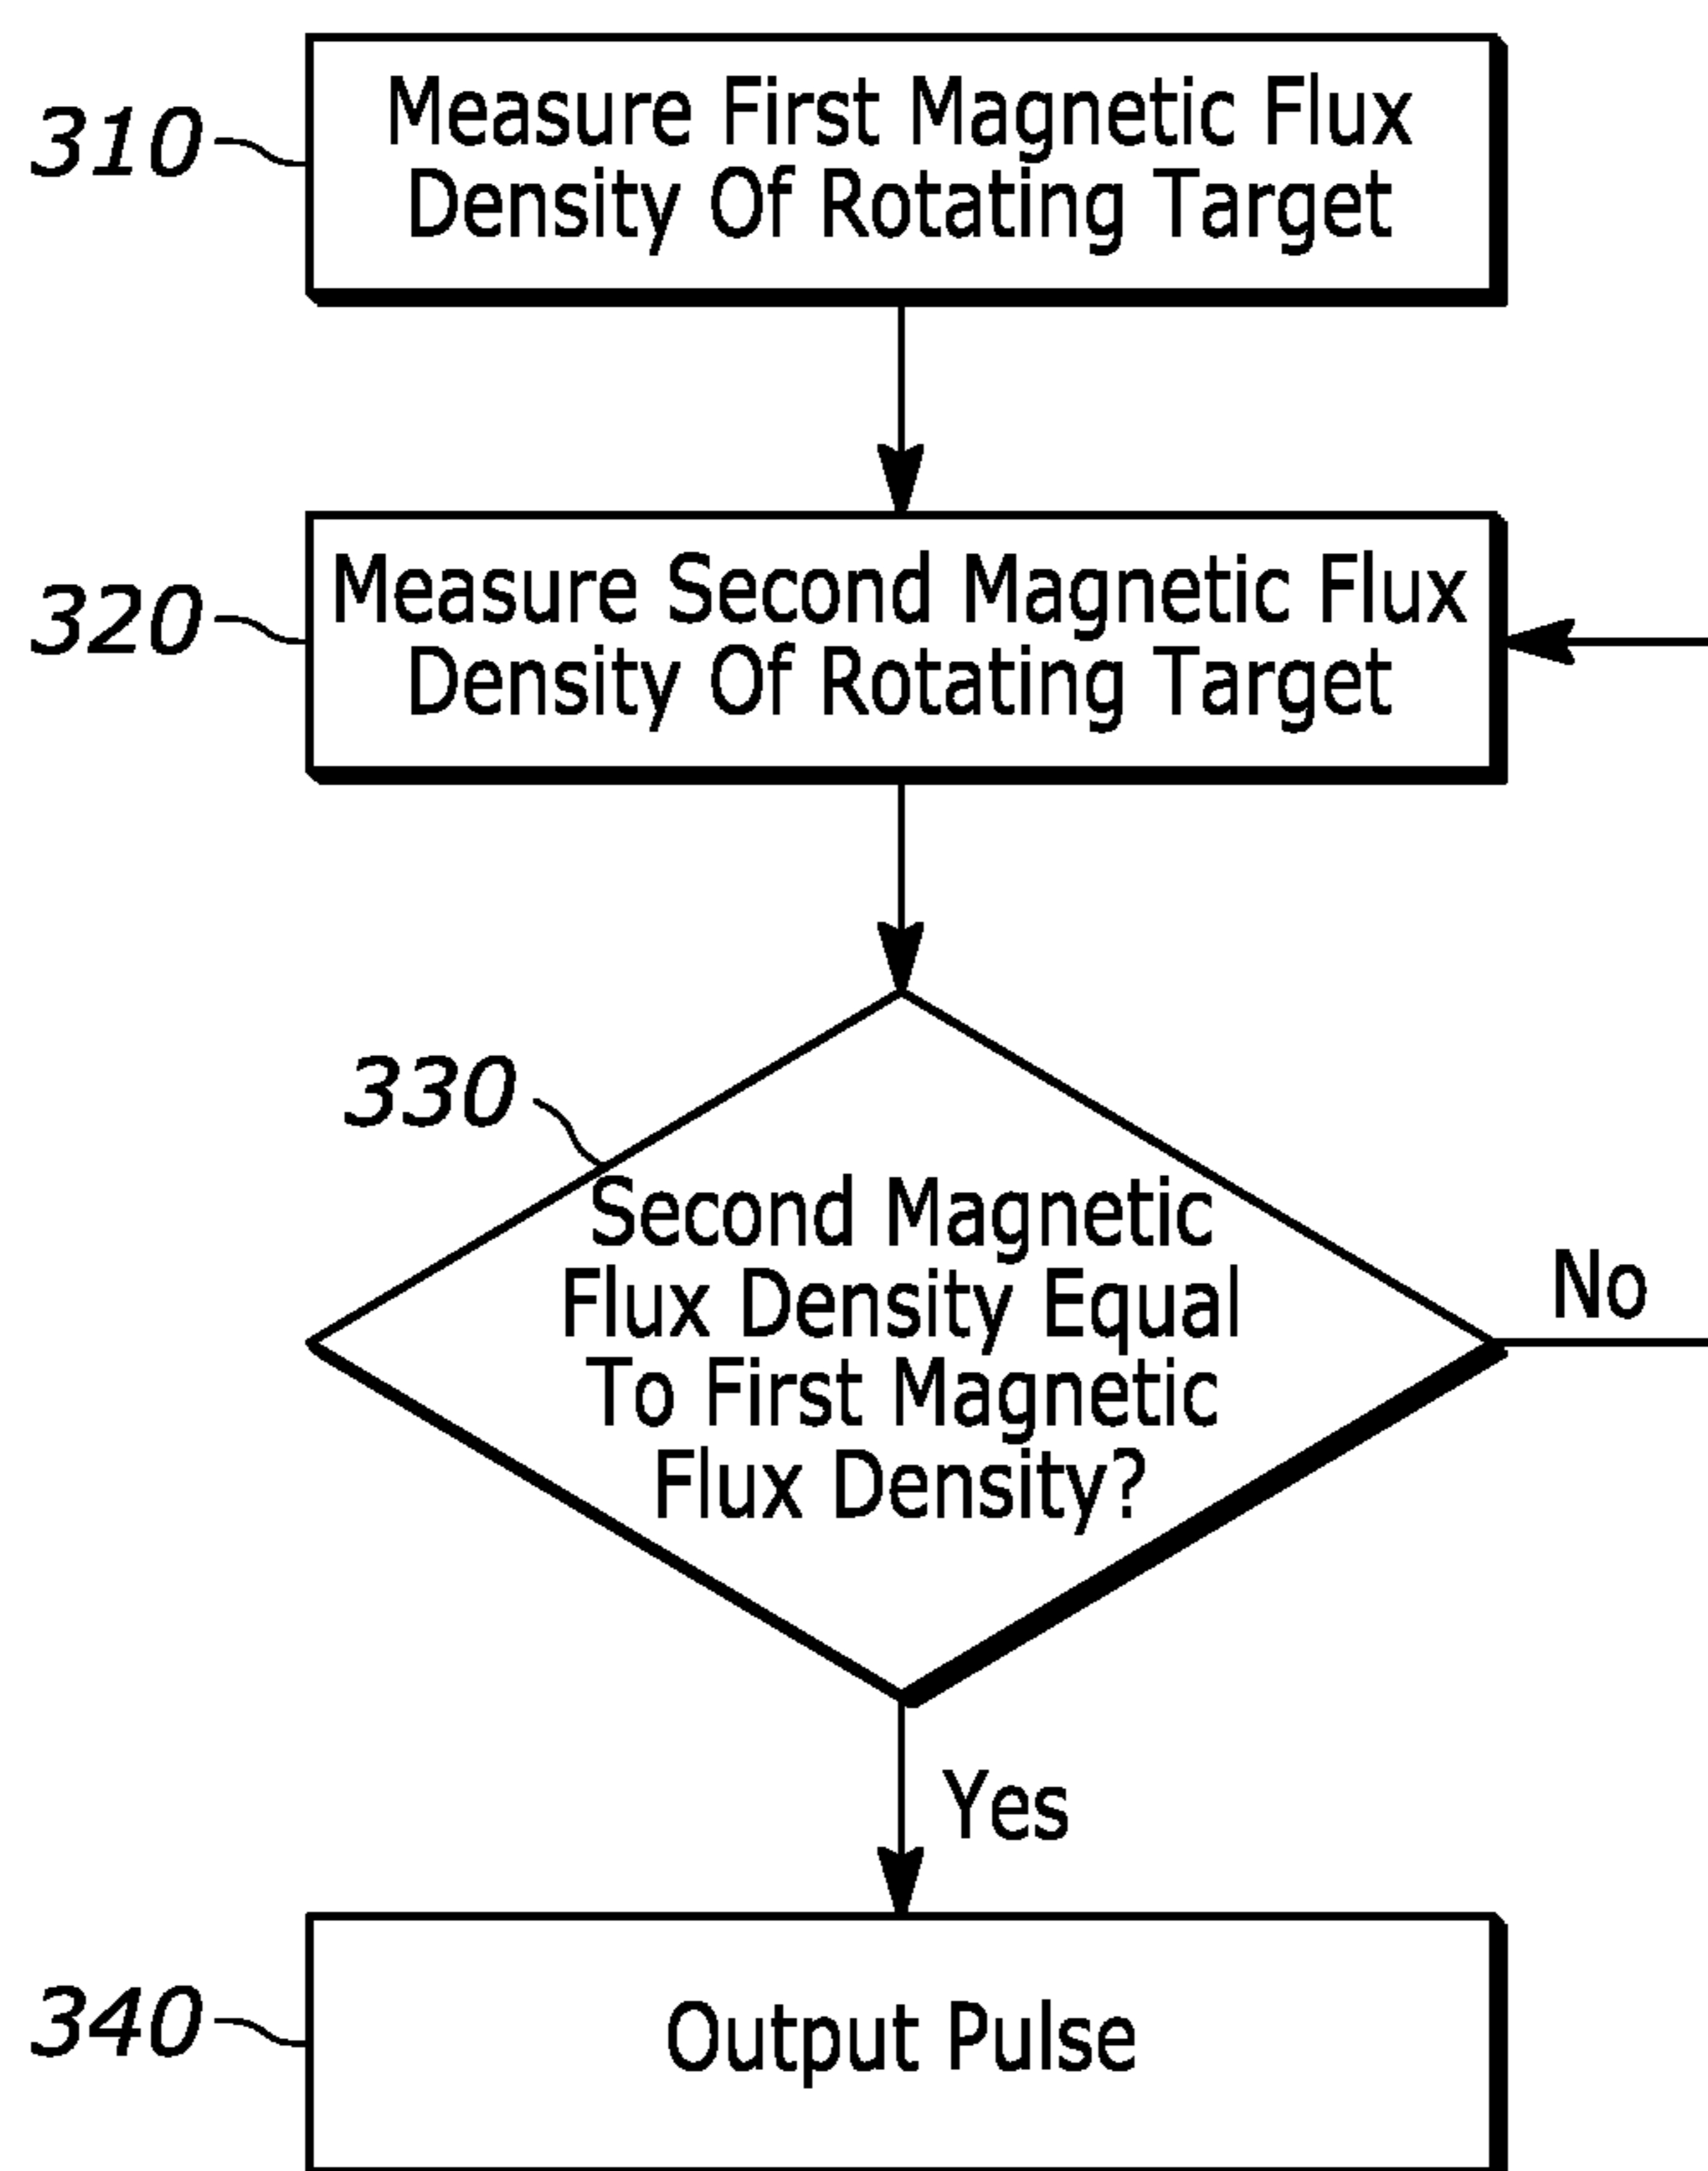 310
Measure First Magnetic Flux
Density Of Rotating Target
320
Measure Second Magnetic Flux
Density Of Rotating Target
330
Second Magnetic
Flux Density Equal
To First Magnetic
Flux Density?
No
Yes
340
Output Pulse